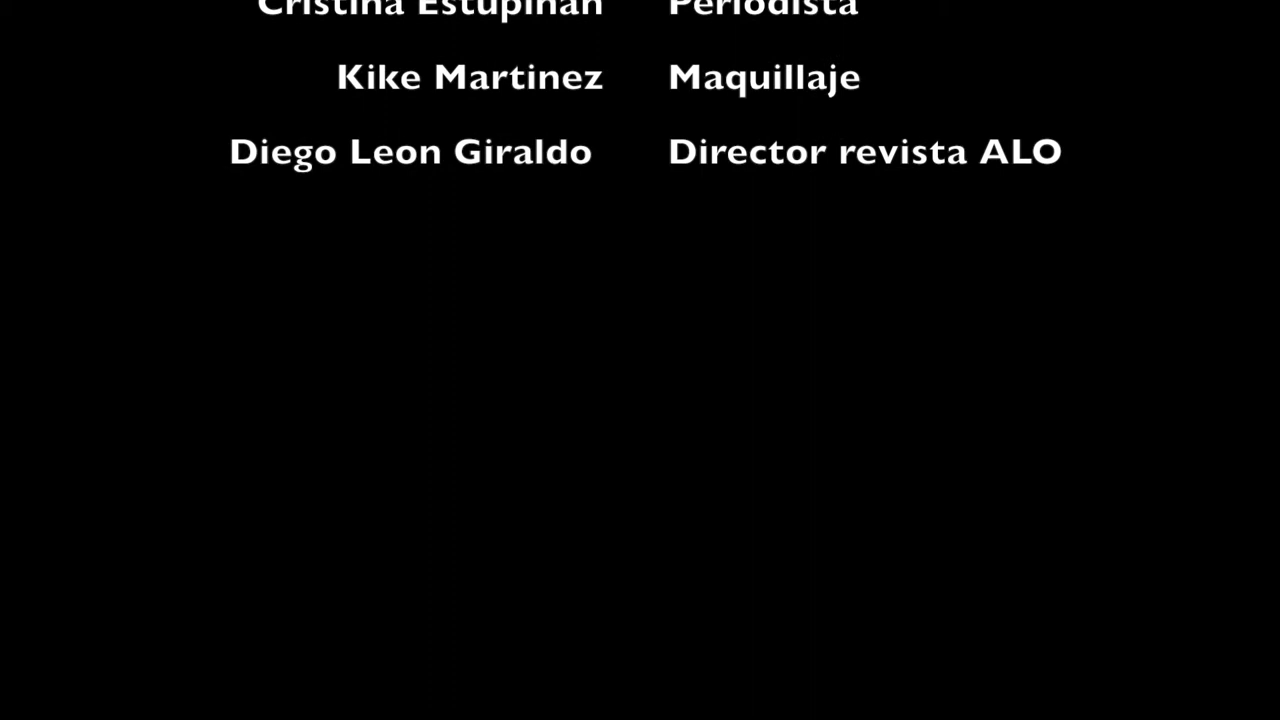 Cristina Estupinan Periodista
Kike Martinez Maquillaje
Diego Leon Giraldo Director revista ALO